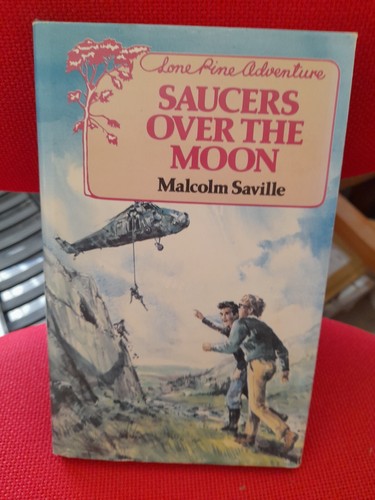 Lone Pine Adventure
SAUCERS
OVER THE
MOON
Malcolm Saville